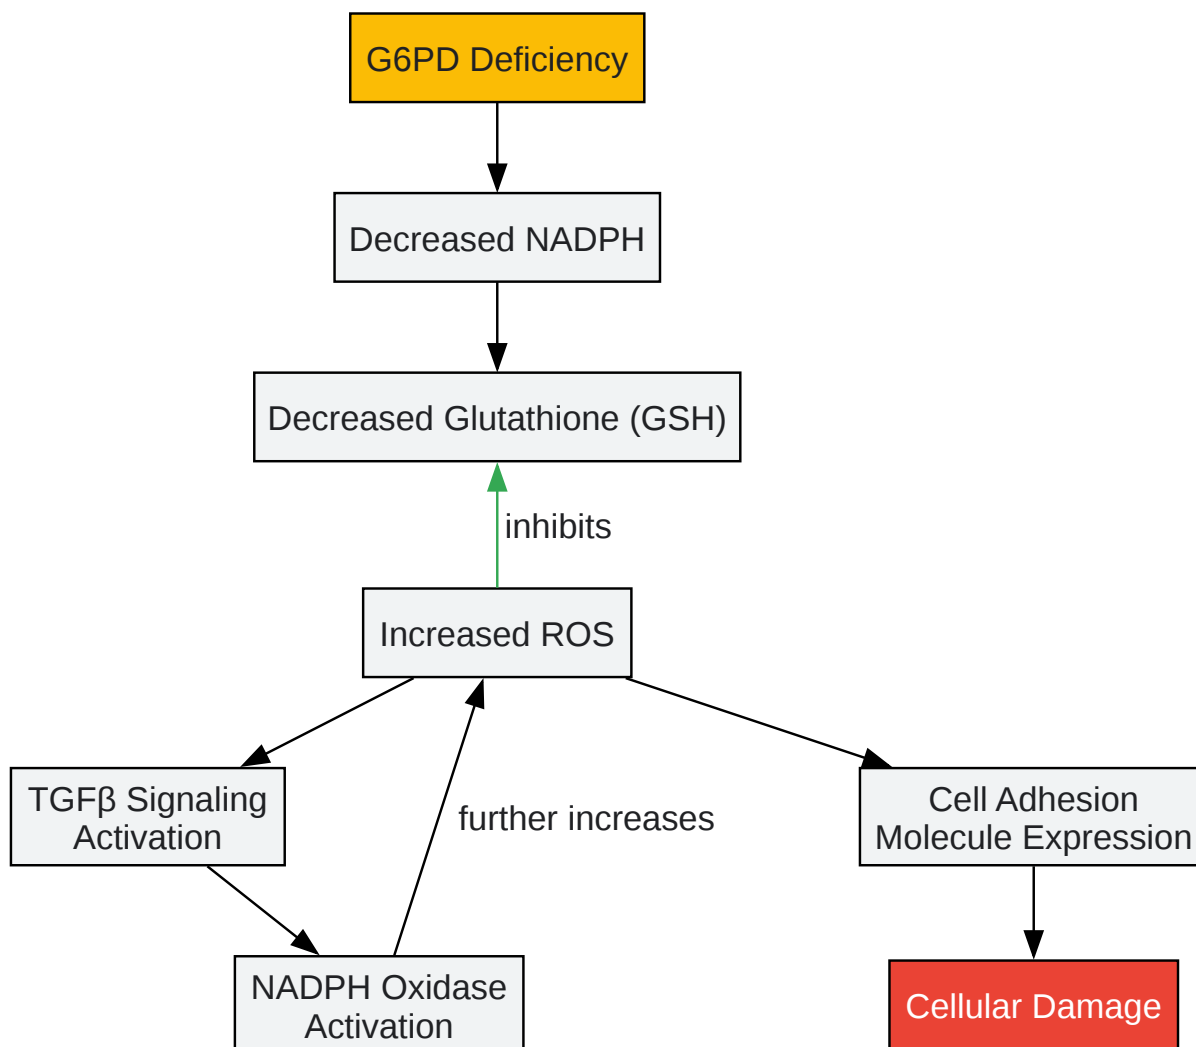 G6PD Deficiency
Decreased NADPH
Decreased Glutathione (GSH)
inhibits
Increased ROS
TGFβ Signaling
Activation
further increases
Cell Adhesion
Molecule Expression
NADPH Oxidase
Activation
Cellular Damage